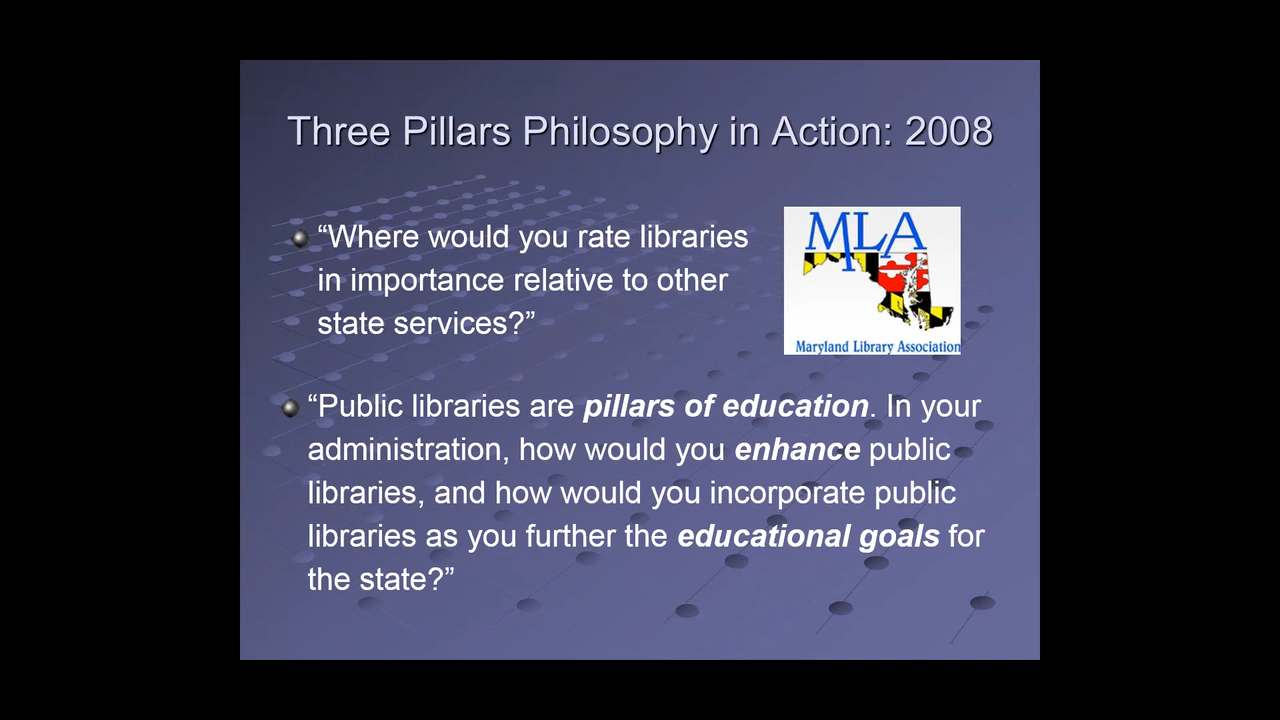 Three Pillars Philosophy in Action: 2008
“Where would you rate libraries
in importance relative to other
state services?”
MLA
Maryland Library Association
“Public libraries are pillars of education. In your
administration, how would you enhance public
libraries, and how would you incorporate public
libraries as you further the educational goals for
the state?”